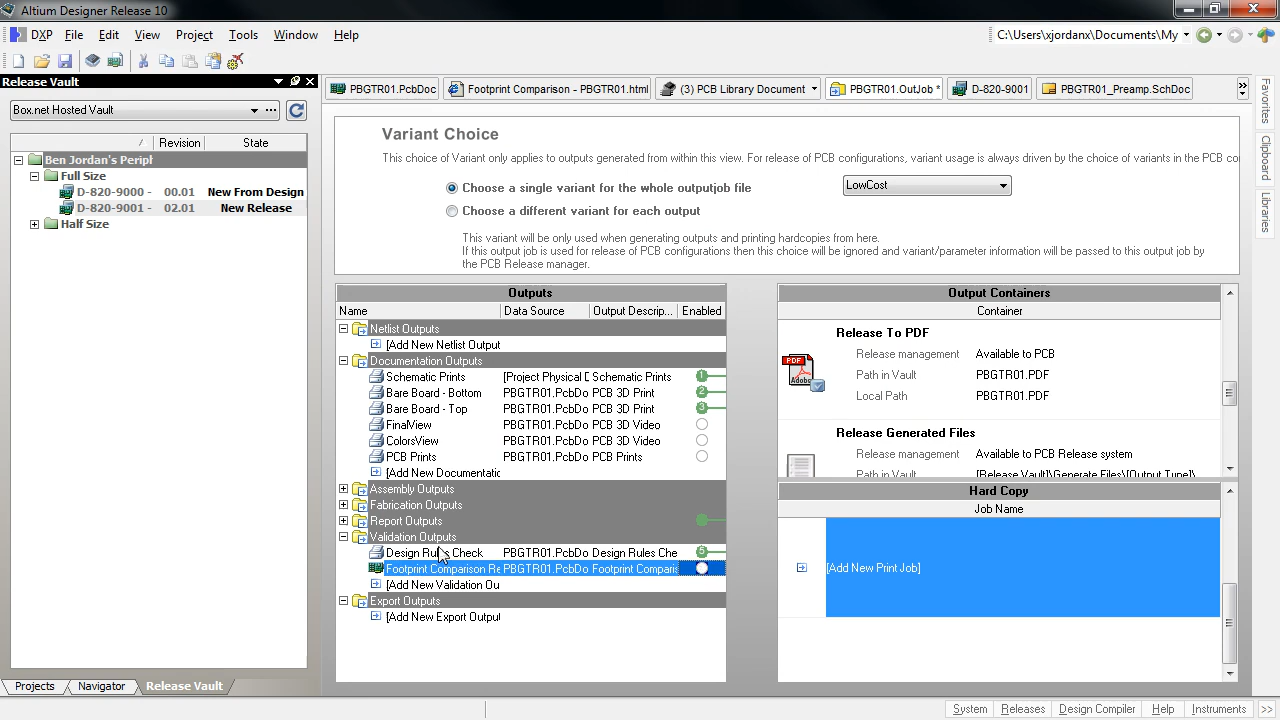 Altium Designer Release 10
DXP File Edit View Project Tools Window Help
C:\Users\xjordanx\Documents\My
Release Vault
PBGTR01.PcbDoc
Footprint Comparison - PBGTR01.html
(3) PCB Library Document
PBGTR01.OutJob *
D-820-9001
PBGTR01_Preamp.SchDoc
Favorites
Clipboard
Libraries
Box.net Hosted Vault
Revision State
Ben Jordan's Periph
Full Size
D-820-9000 - 00.01 New From Design
D-820-9001 - 02.01 New Release
Half Size
Variant Choice
This choice of Variant only applies to outputs generated from within this view. For release of PCB configurations, variant usage is always driven by the choice of variants in the PCB co
Choose a single variant for the whole outputjob file
LowCost
Choose a different variant for each output
This variant will be only used when generating outputs and printing hardcopies from here.
If this output job is used for release of PCB configurations then this choice will be ignored and variant/parameter information will be passed to this output job by
the PCB Release manager.
Outputs
Name Data Source Output Descrip... Enabled
Netlist Outputs
[Add New Netlist Output
Documentation Outputs
Schematic Prints [Project Physical D Schematic Prints 1
Bare Board - Bottom PBGTR01.PcbDo PCB 3D Print 2
Bare Board - Top PBGTR01.PcbDo PCB 3D Print 3
FinalView PBGTR01.PcbDo PCB 3D Video
ColorsView PBGTR01.PcbDo PCB 3D Video
PCB Prints PBGTR01.PcbDo PCB Prints
[Add New Documentatio
Assembly Outputs
Fabrication Outputs
Report Outputs
Validation Outputs
Design Rules Check PBGTR01.PcbDo Design Rules Che 5
Footprint Comparison Re PBGTR01.PcbDo Footprint Comparis
[Add New Validation Ou
Export Outputs
[Add New Export Output
Output Containers
Container
Release To PDF
PDF
Adobe
Release management Available to PCB
Path in Vault PBGTR01.PDF
Local Path PBGTR01.PDF
Release Generated Files
Release management Available to PCB Release system
Path in Vault [Release Vault]\Generate Files\[Output Type]\
Hard Copy
Job Name
[Add New Print Job]
Projects Navigator Release Vault
System Releases Design Compiler Help Instruments >>